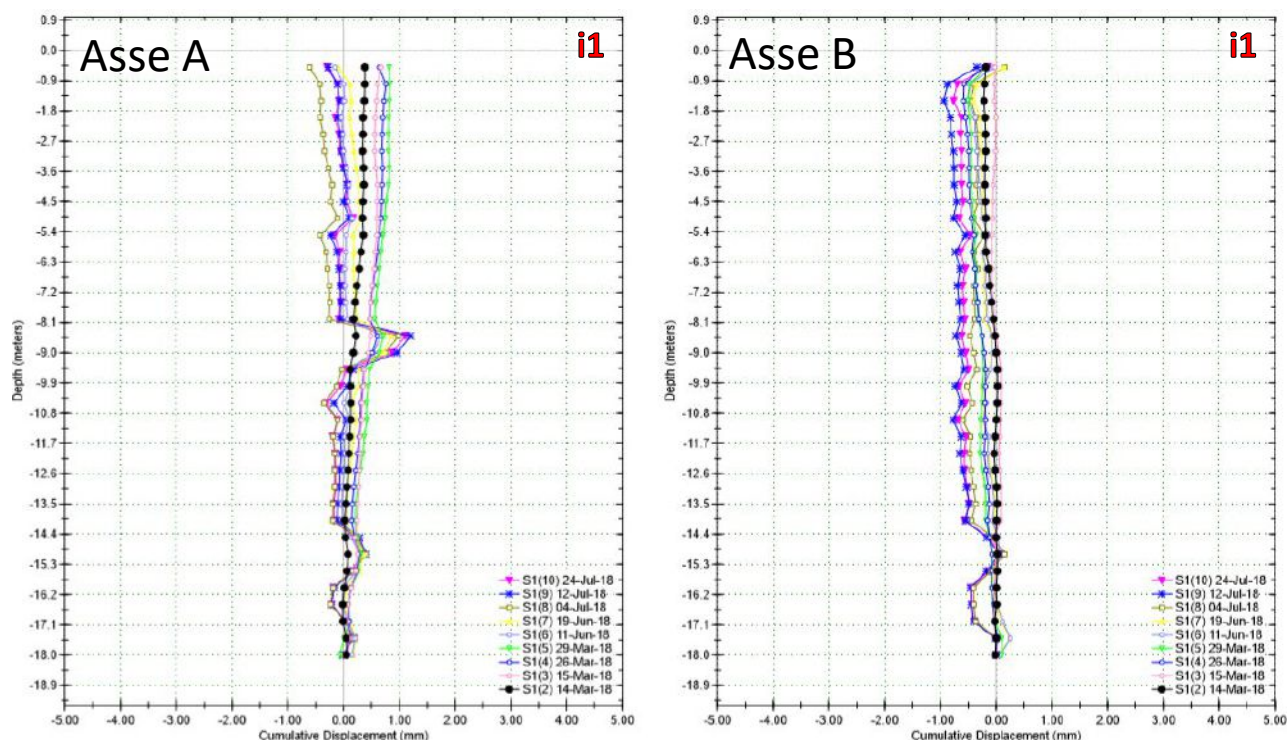 Asse A
i1
0.9
0.0
-0.9
-1.8
-2.7
-3.6
-4.5
-5.4
-6.3
-7.2
-8.1
-9.0
-9.9
-10.8
-11.7
-12.6
-13.5
-14.4
-15.3
-16.2
-17.1
-18.0
-18.9
Depth (meters)
S1(10) 24-Jul-18
S1(9) 12-Jul-18
S1(8) 04-Jul-18
S1(7) 19-Jun-18
S1(6) 11-Jun-18
S1(5) 29-Mar-18
S1(4) 26-Mar-18
S1(3) 15-Mar-18
S1(2) 14-Mar-18
-5.00 -4.00 -3.00 -2.00 -1.00 0.00 1.00 2.00 3.00 4.00 5.00
Cumulative Displacement (mm)
Asse B
i1
0.9
0.0
-0.9
-1.8
-2.7
-3.6
-4.5
-5.4
-6.3
-7.2
-8.1
-9.0
-9.9
-10.8
-11.7
-12.6
-13.5
-14.4
-15.3
-16.2
-17.1
-18.0
-18.9
Depth (meters)
S1(10) 24-Jul-18
S1(9) 12-Jul-18
S1(8) 04-Jul-18
S1(7) 19-Jun-18
S1(6) 11-Jun-18
S1(5) 29-Mar-18
S1(4) 26-Mar-18
S1(3) 15-Mar-18
S1(2) 14-Mar-18
-5.00 -4.00 -3.00 -2.00 -1.00 0.00 1.00 2.00 3.00 4.00 5.00
Cumulative Displacement (mm)